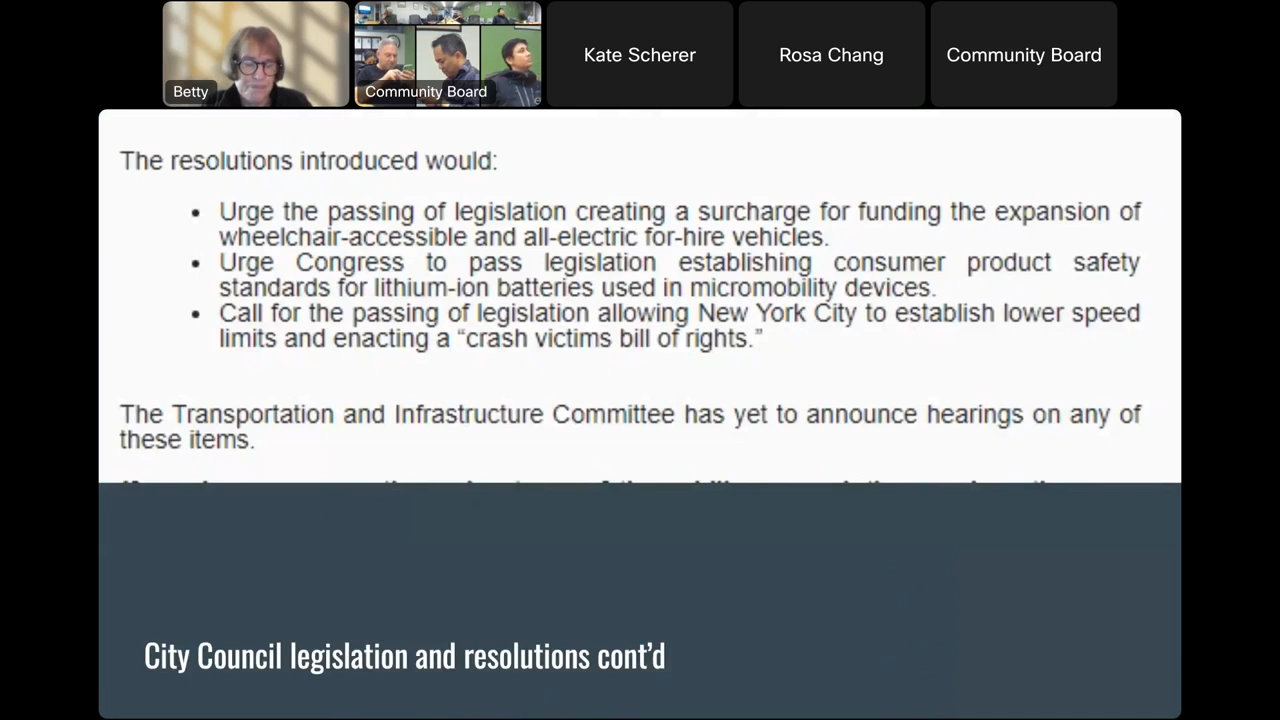 Betty
Community Board
Kate Scherer
Rosa Chang
Community Board
The resolutions introduced would:
• Urge the passing of legislation creating a surcharge for funding the expansion of
wheelchair-accessible and all-electric for-hire vehicles.
• Urge Congress to pass legislation establishing consumer product safety
standards for lithium-ion batteries used in micromobility devices.
• Call for the passing of legislation allowing New York City to establish lower speed
limits and enacting a “crash victims bill of rights.”
The Transportation and Infrastructure Committee has yet to announce hearings on any of
these items.
City Council legislation and resolutions cont’d